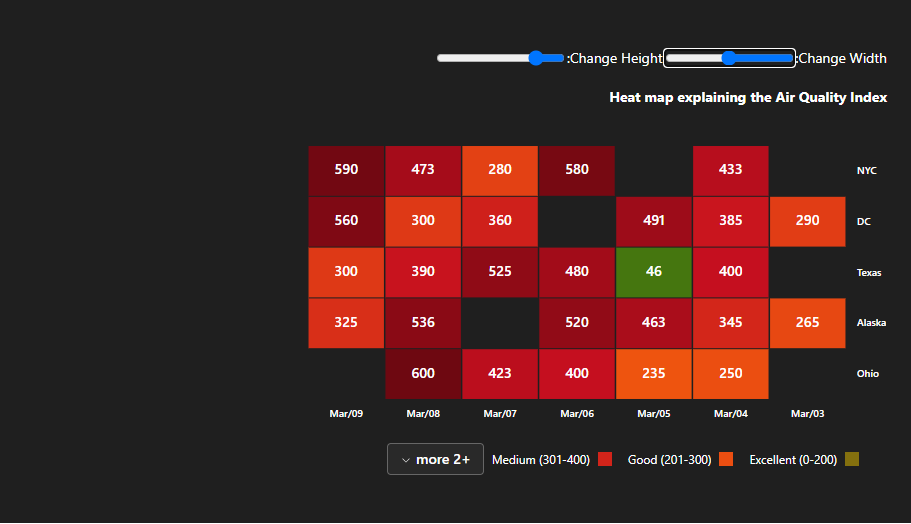 :Change Height :Change Width
Heat map explaining the Air Quality Index
590 473 280 580 433 NYC
560 300 360 491 385 290 DC
300 390 525 480 46 400 Texas
325 536 520 463 345 265 Alaska
600 423 400 235 250 Ohio
Mar/09 Mar/08 Mar/07 Mar/06 Mar/05 Mar/04 Mar/03
more 2+ Medium (301-400) Good (201-300) Excellent (0-200)